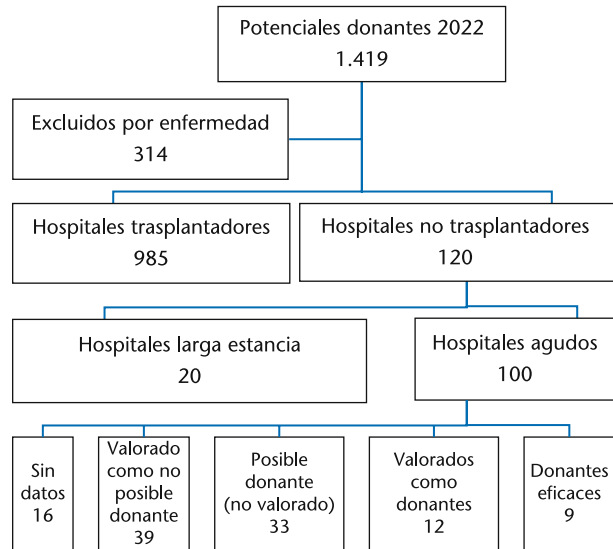 Potenciales donantes 2022
1.419
Excluidos por enfermedad
314
Hospitales trasplantadores
985
Hospitales no trasplantadores
120
Hospitales larga estancia
20
Hospitales agudos
100
Sin
datos
16
Valorado
como no
posible
donante
39
Posible
donante
(no valorado)
33
Valorados
como
donantes
12
Donantes
eficaces
9